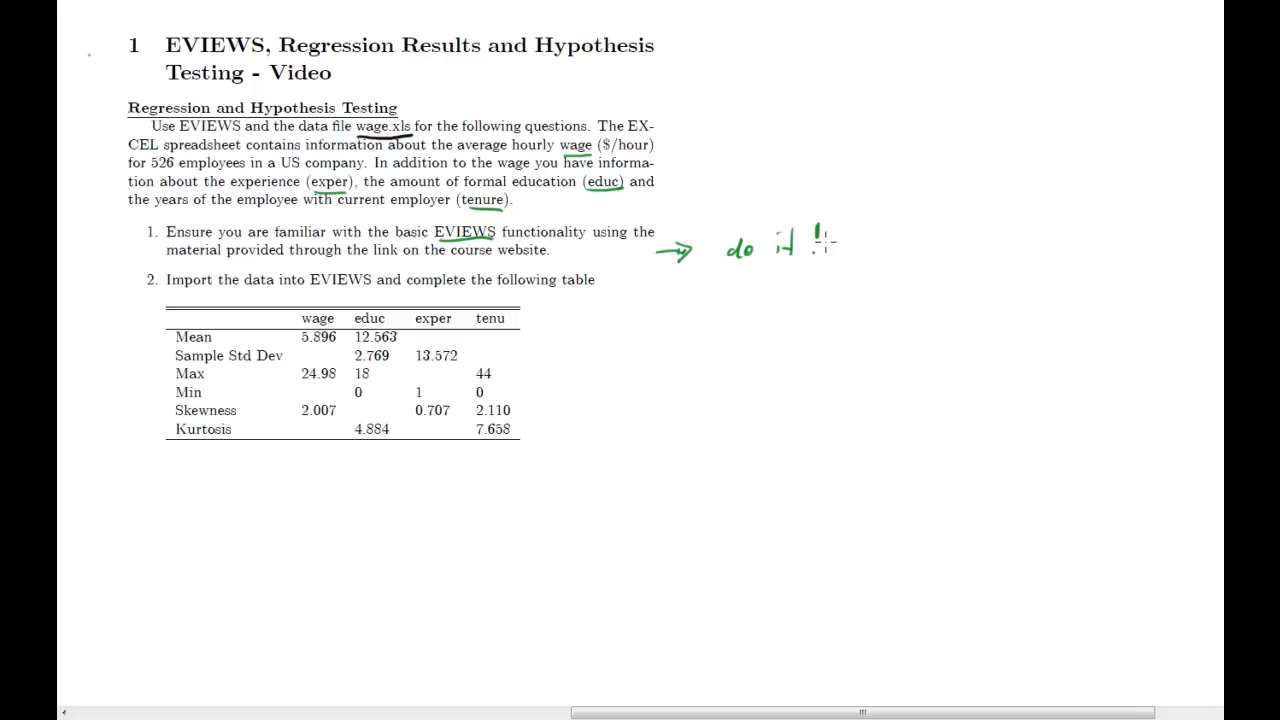 1 EVIEWS, Regression Results and Hypothesis
Testing - Video
Regression and Hypothesis Testing
Use EVIEWS and the data file wage.xls for the following questions. The EX-
CEL spreadsheet contains information about the average hourly wage ($/hour)
for 526 employees in a US company. In addition to the wage you have informa-
tion about the experience (exper), the amount of formal education (educ) and
the years of the employee with current employer (tenure).
1. Ensure you are familiar with the basic EVIEWS functionality using the
material provided through the link on the course website.
→ do it !
2. Import the data into EVIEWS and complete the following table
wage educ exper tenu
Mean 5.896 12.563
Sample Std Dev 2.769 13.572
Max 24.98 18 44
Min 0 1 0
Skewness 2.007 0.707 2.110
Kurtosis 4.884 7.658